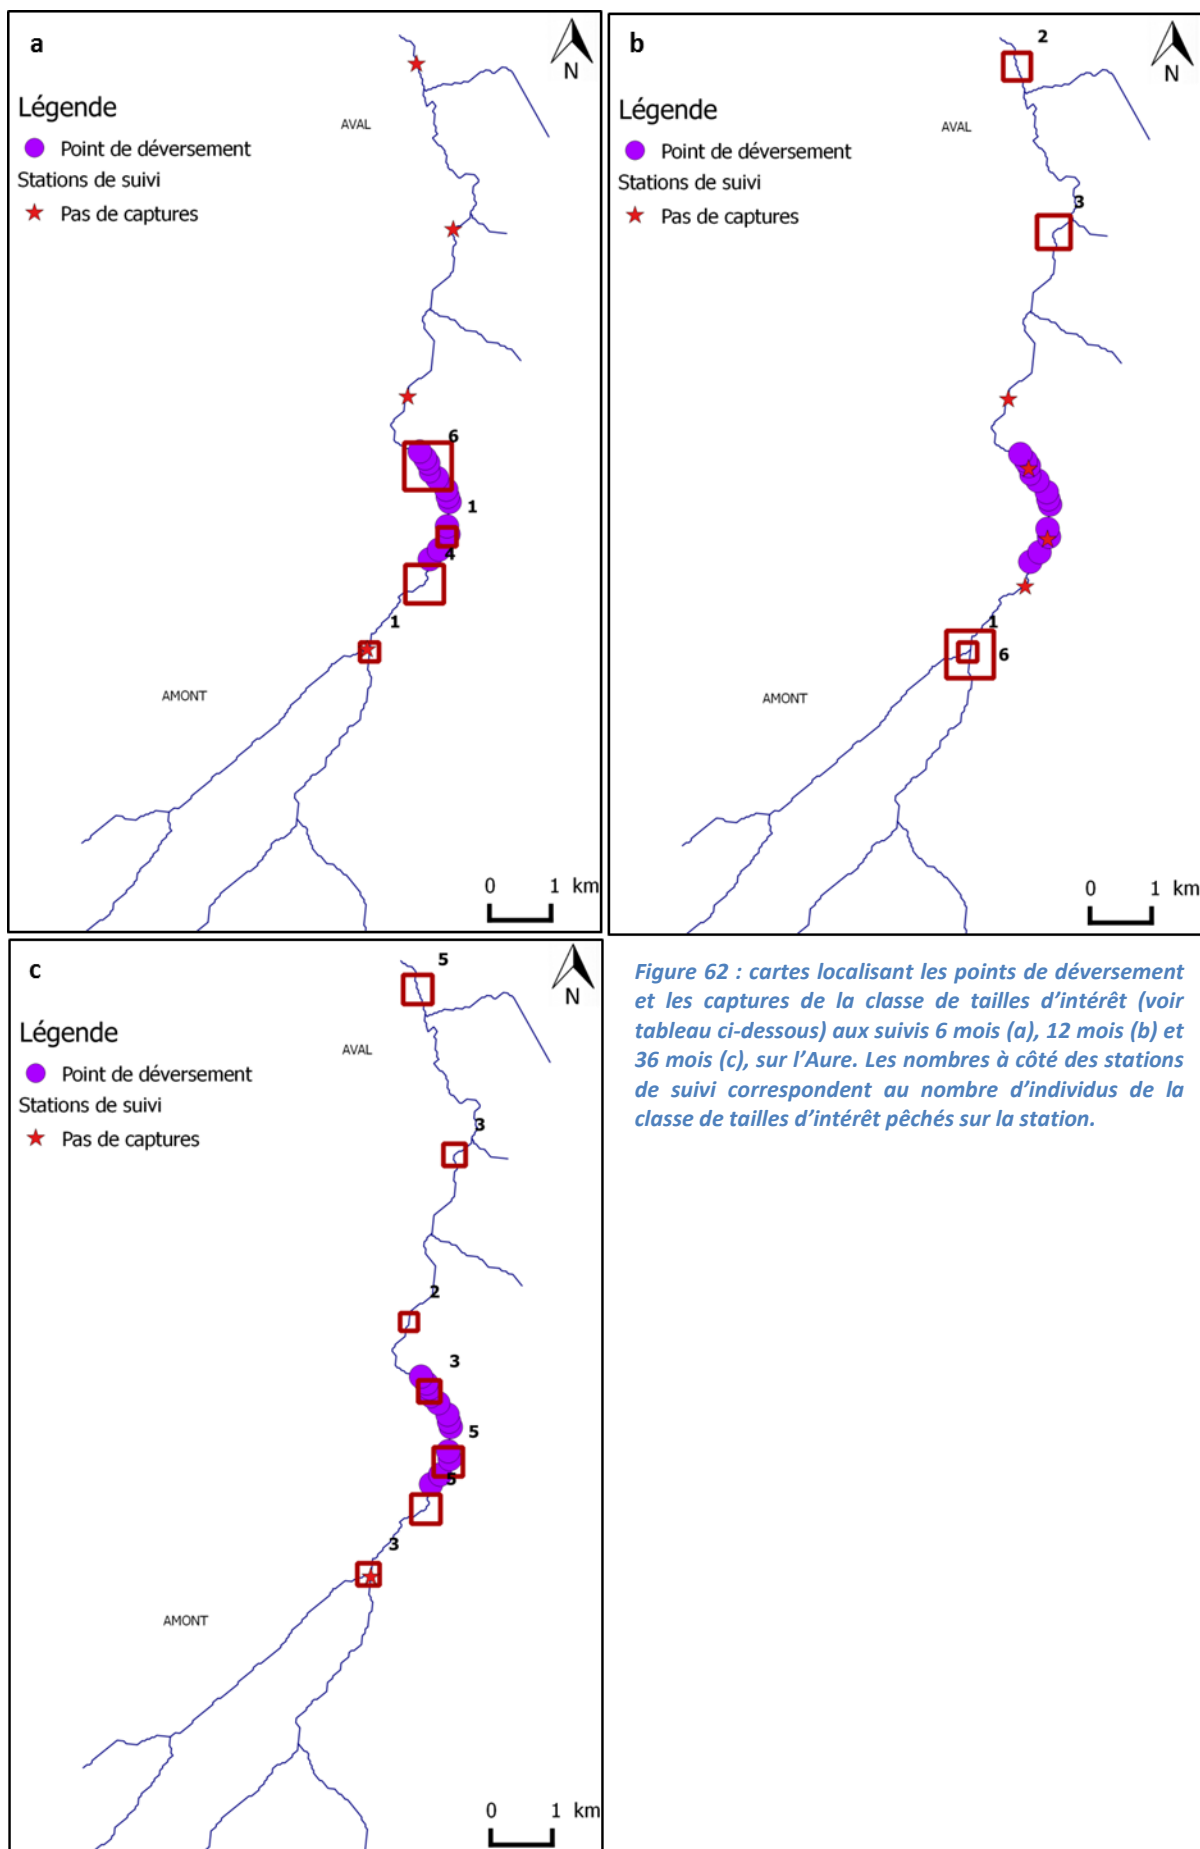 a
N
Légende
AVAL
Point de déversement
Stations de suivi
Pas de captures
6
1
4
1
AMONT
0 1 km
b
2
N
Légende
AVAL
Point de déversement
Stations de suivi
3
Pas de captures
1
6
AMONT
0 1 km
c
5
N
Légende
AVAL
Point de déversement
Stations de suivi
3
Pas de captures
2
3
5
5
3
AMONT
0 1 km
Figure 62 : cartes localisant les points de déversement
et les captures de la classe de tailles d’intérêt (voir
tableau ci-dessous) aux suivis 6 mois (a), 12 mois (b) et
36 mois (c), sur l’Aure. Les nombres à côté des stations
de suivi correspondent au nombre d’individus de la
classe de tailles d’intérêt pêchés sur la station.